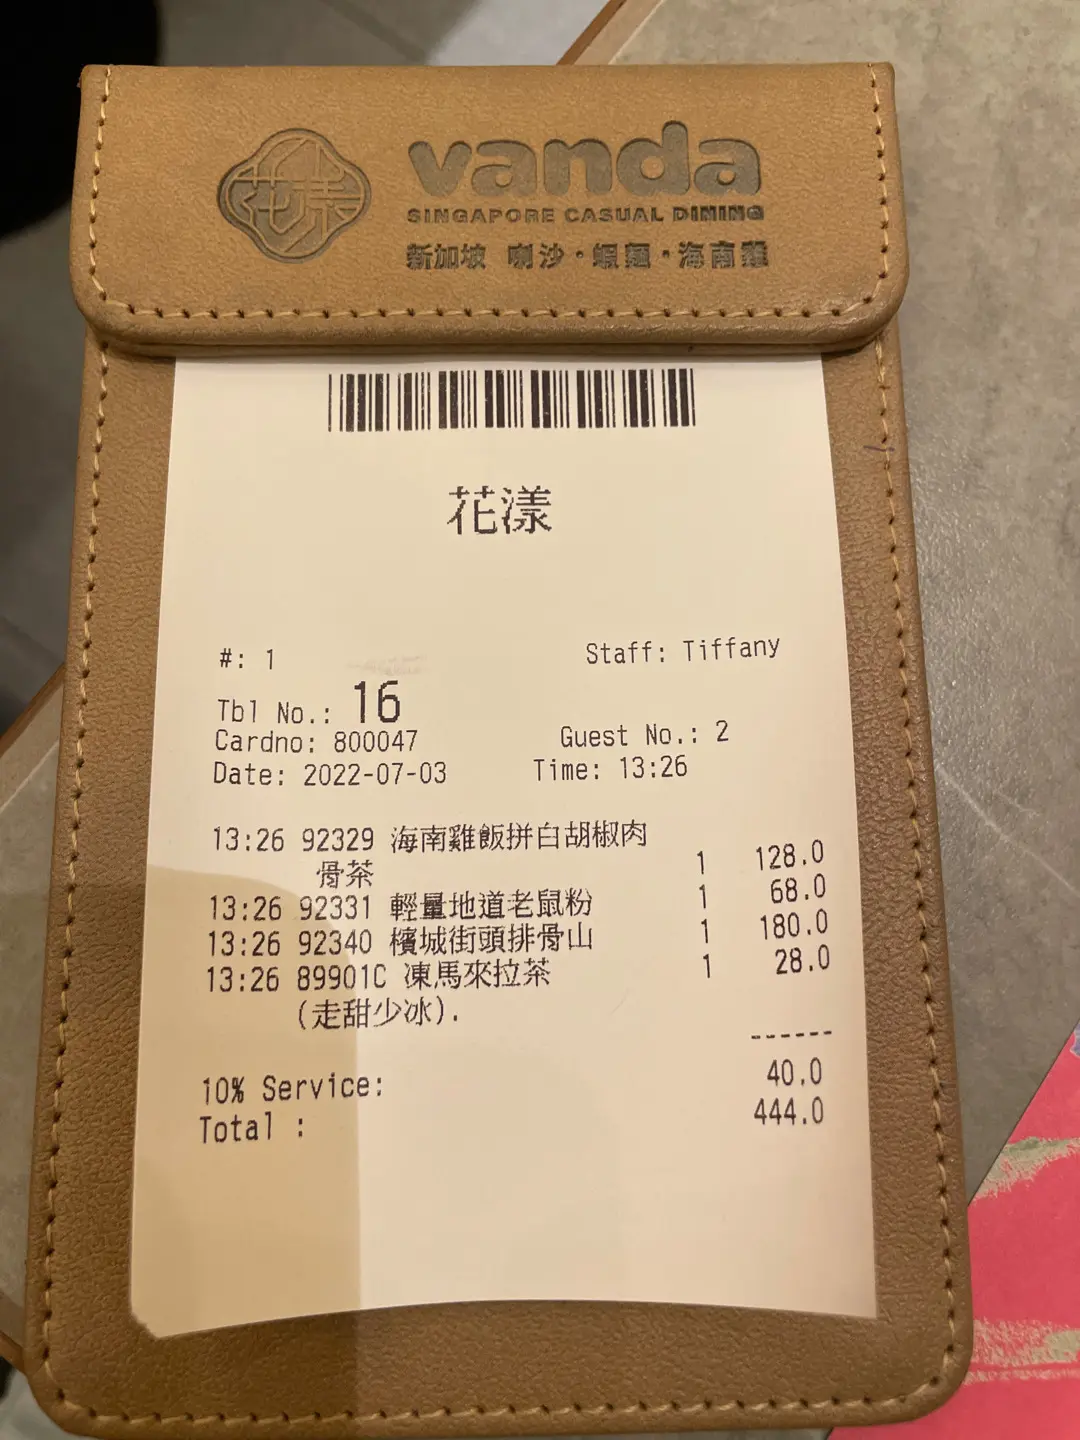 花漾
vanda
SINGAPORE CASUAL DINING
新加坡 喇沙·蝦麵·海南雞
花漾
#: 1 Staff: Tiffany
Tbl No.: 16
Cardno: 800047 Guest No.: 2
Date: 2022-07-03 Time: 13:26
13:26 92329 海南雞飯拼白胡椒肉
骨茶 1 128.0
13:26 92331 輕量地道老鼠粉 1 68.0
13:26 92340 檳城街頭排骨山 1 180.0
13:26 89901C 凍馬來拉茶 1 28.0
(走甜少冰).
------
10% Service: 40.0
Total : 444.0